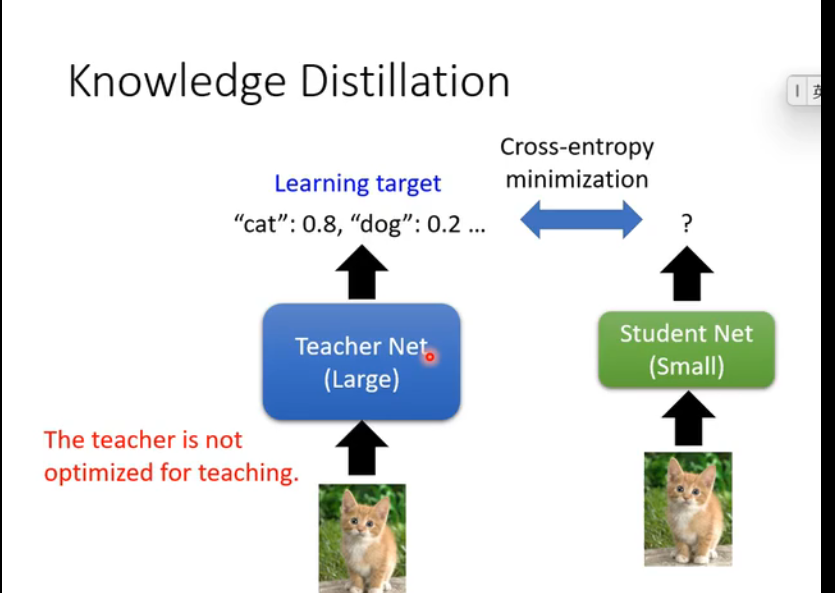 Knowledge Distillation
I 英
Cross-entropy
minimization
Learning target
“cat”: 0.8, “dog”: 0.2 ...
?
Teacher Net
(Large)
Student Net
(Small)
The teacher is not
optimized for teaching.